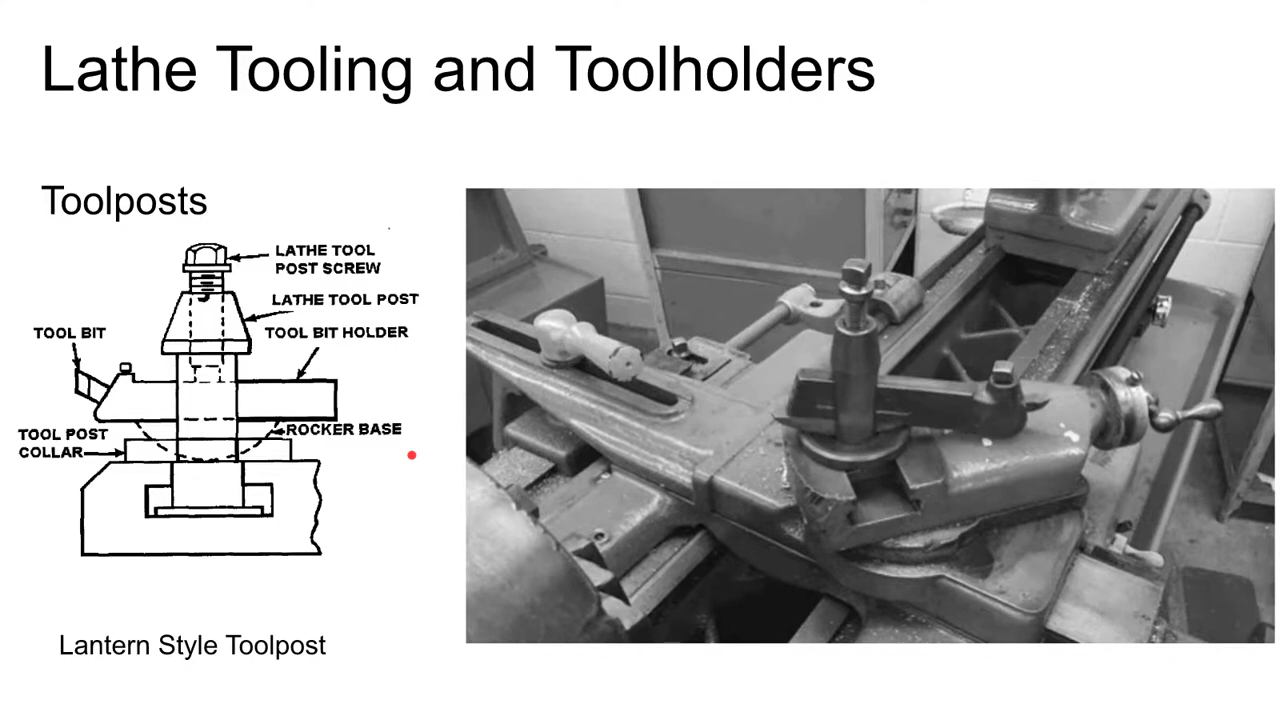 Lathe Tooling and Toolholders
Toolposts
LATHE TOOL
POST SCREW
LATHE TOOL POST
TOOL BIT
TOOL BIT HOLDER
ROCKER BASE
TOOL POST
COLLAR
Lantern Style Toolpost